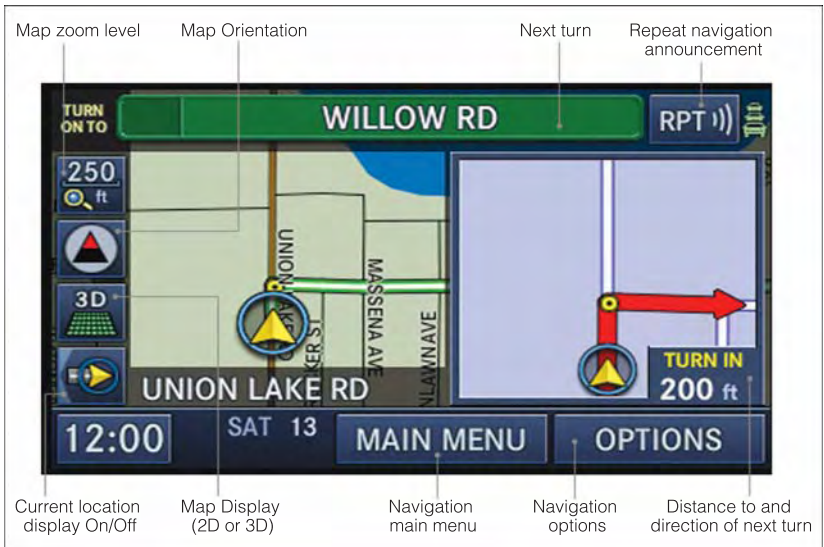 Map zoom level
Map Orientation
Next turn
Repeat navigation
announcement
TURN
ON TO
WILLOW RD
RPT
250
ft
3D
UNION LAKE RD
MASSENA AVE
NLAWNAVE
UNION LAKE RD
TURN IN
200 ft
12:00
SAT 13
MAIN MENU
OPTIONS
Current location
display On/Off
Map Display
(2D or 3D)
Navigation
main menu
Navigation
options
Distance to and
direction of next turn